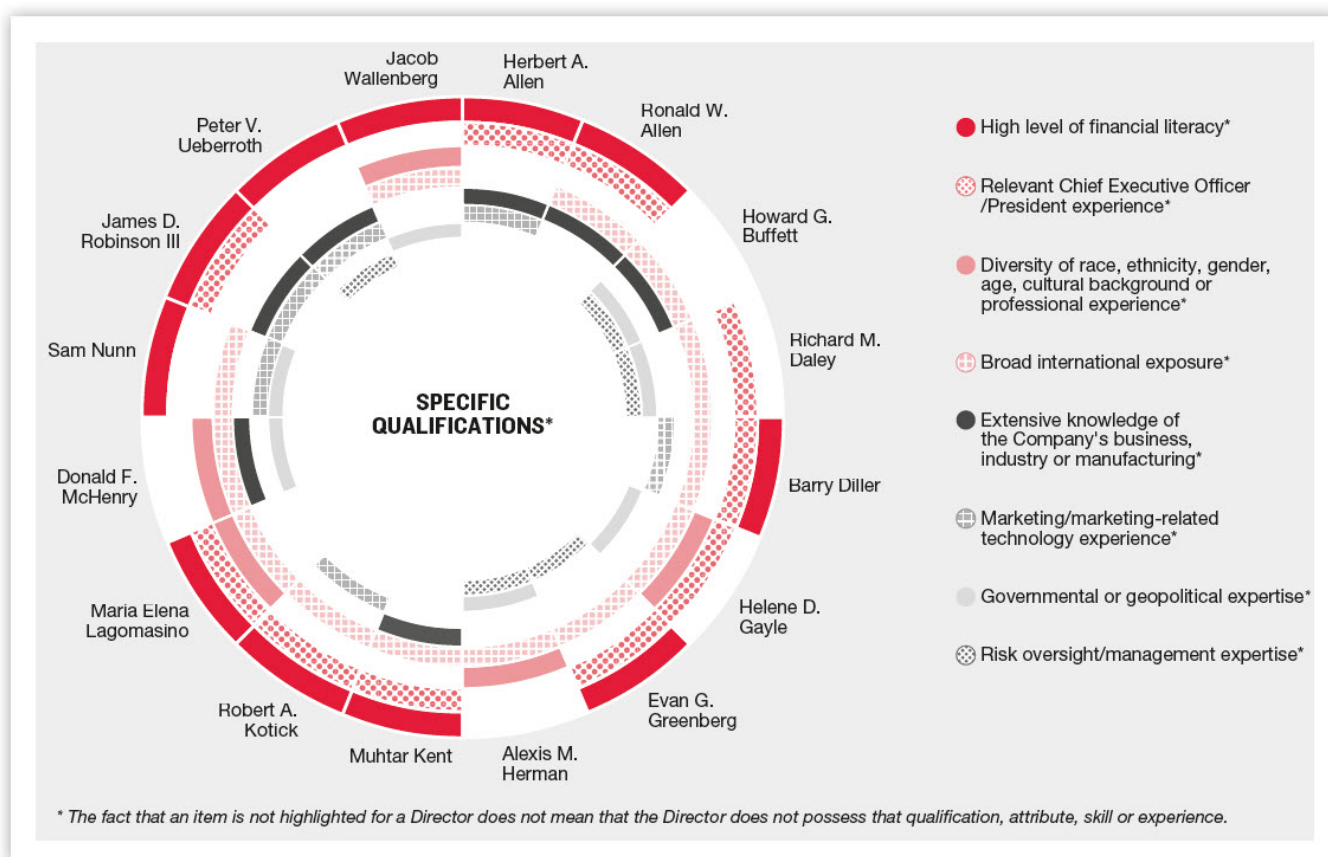 Jacob
Wallenberg
Herbert A.
Allen
Peter V.
Ueberroth
Ronald W.
Allen
James D.
Robinson III
Howard G.
Buffett
Sam Nunn
Richard M.
Daley
Donald F.
McHenry
Barry Diller
Maria Elena
Lagomasino
Helene D.
Gayle
Robert A.
Kotick
Evan G.
Greenberg
Muhtar Kent
Alexis M.
Herman
SPECIFIC
QUALIFICATIONS*
High level of financial literacy*
Relevant Chief Executive Officer
/President experience*
Diversity of race, ethnicity, gender,
age, cultural background or
professional experience*
Broad international exposure*
Extensive knowledge of
the Company's business,
industry or manufacturing*
Marketing/marketing-related
technology experience*
Governmental or geopolitical expertise*
Risk oversight/management expertise*
* The fact that an item is not highlighted for a Director does not mean that the Director does not possess that qualification, attribute, skill or experience.